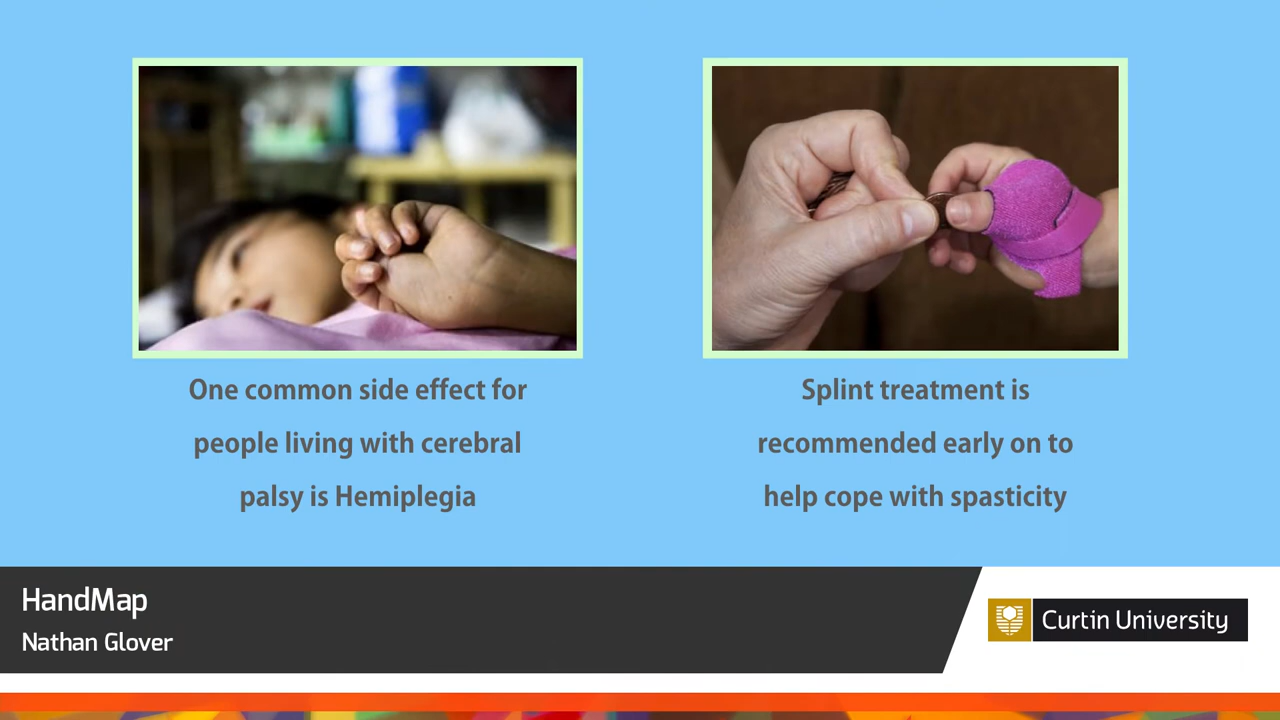 One common side effect for
people living with cerebral
palsy is Hemiplegia
Splint treatment is
recommended early on to
help cope with spasticity
HandMap
Nathan Glover
Curtin University